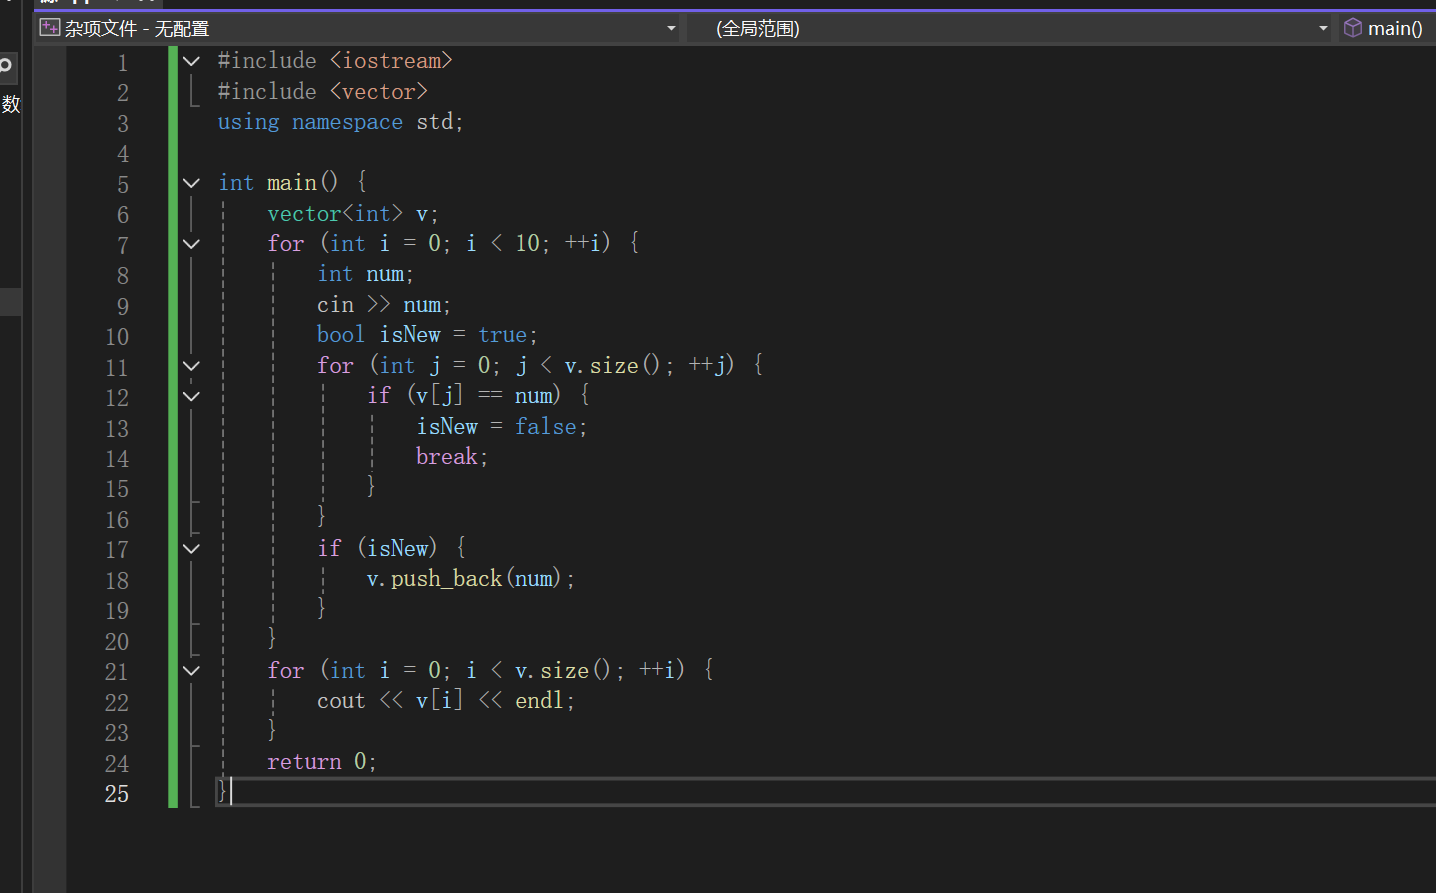 杂项文件 - 无配置 (全局范围) main()
数
1 #include <iostream>
2 #include <vector>
3 using namespace std;
4
5 int main() {
6     vector<int> v;
7     for (int i = 0; i < 10; ++i) {
8         int num;
9         cin >> num;
10         bool isNew = true;
11         for (int j = 0; j < v.size(); ++j) {
12             if (v[j] == num) {
13                 isNew = false;
14                 break;
15             }
16         }
17         if (isNew) {
18             v.push_back(num);
19         }
20     }
21     for (int i = 0; i < v.size(); ++i) {
22         cout << v[i] << endl;
23     }
24     return 0;
25 }